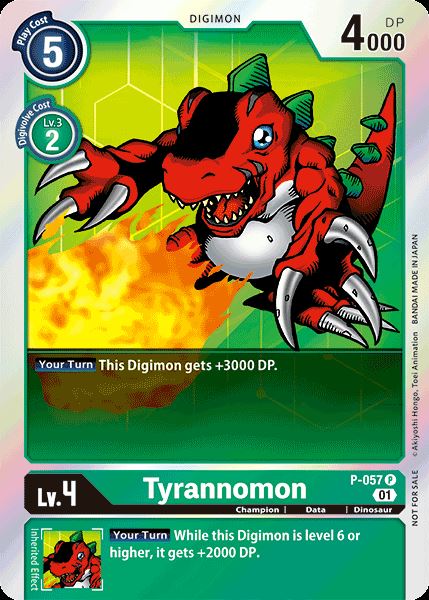 Play Cost
5
DIGIMON
DP
4000
Digivolve Cost
Lv.3
2
Your Turn This Digimon gets +3000 DP.
© Akiyoshi Hongo, Toei Animation BANDAI MADE IN JAPAN
Lv.4
Tyrannomon
P-057 P
01
Champion | Data | Dinosaur
NOT FOR SALE
Inherited Effect
Your Turn While this Digimon is level 6 or
higher, it gets +2000 DP.